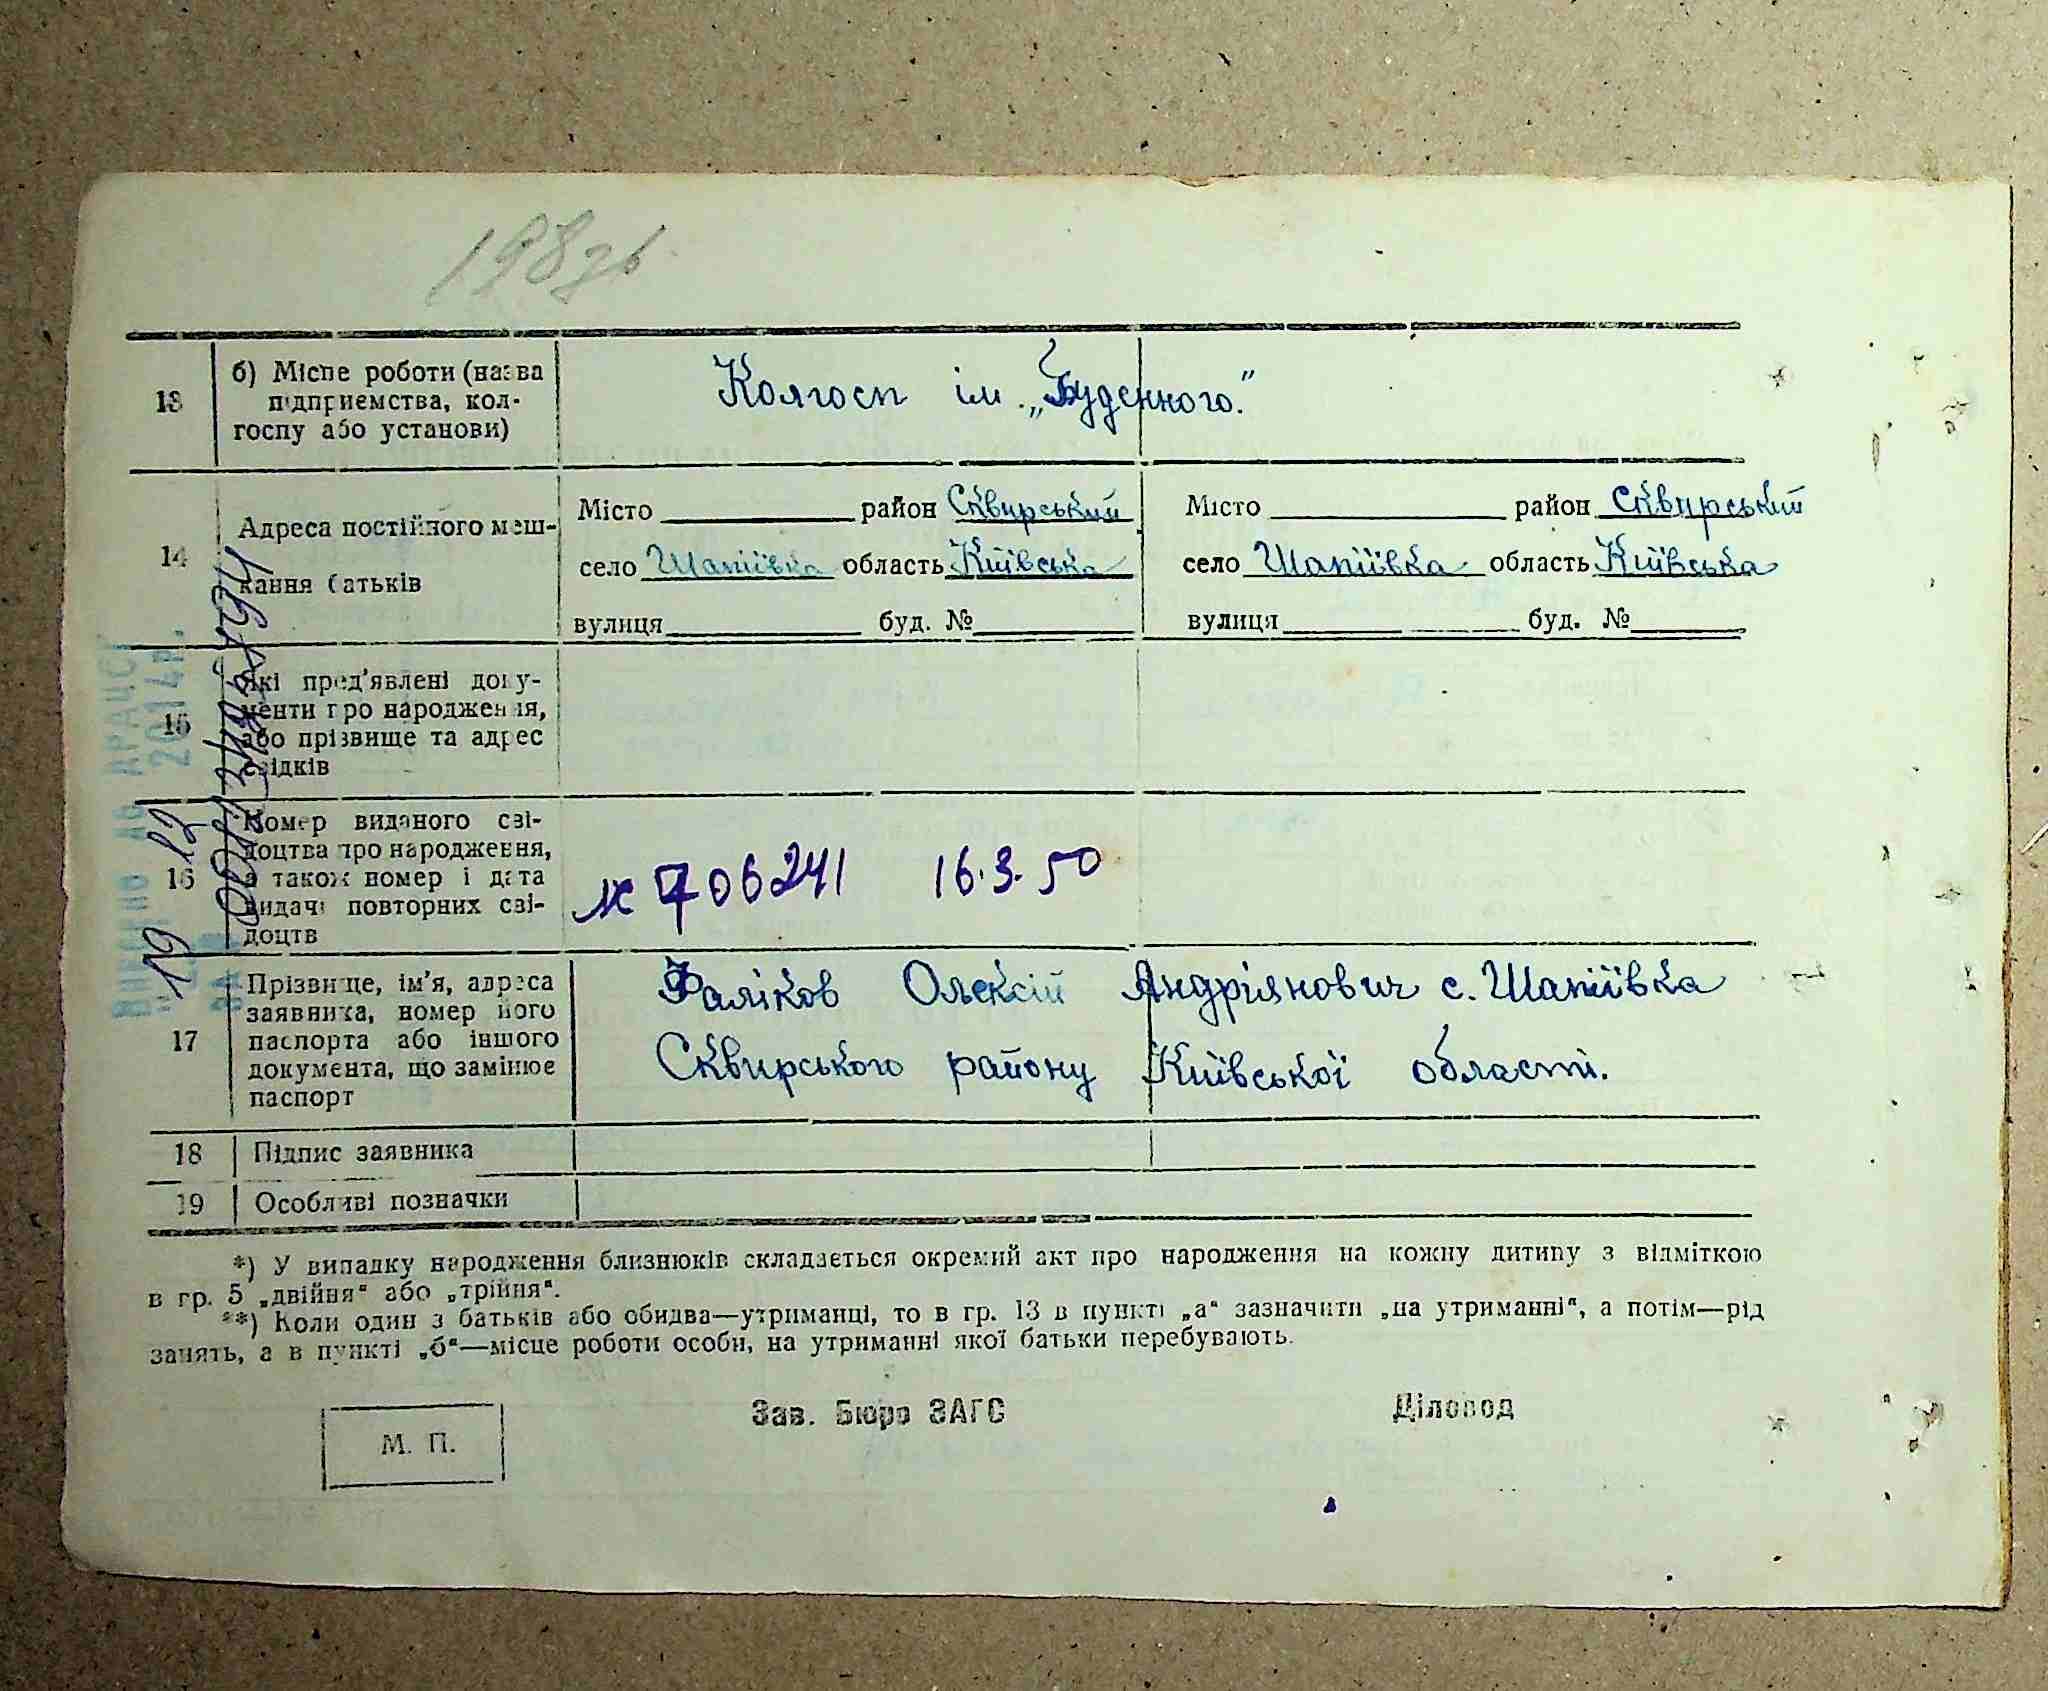 198зв.
13
б) Місце роботи (назва
підприємства, кол-
госпу або установи)
Колгосп ім. „Буденного."
14
Адреса постійного меш-
кання батьків
Місто район Сквирський
село Шапіївка область Київська
вулиця буд. №
Місто район Сквирський
село Шапіївка область Київська
вулиця буд. №
15
Які пред'явлені доку-
менти про народження,
або прізвище та адрес
свідків
16
Номер виданого сві-
доцтва про народження,
а також номер і дата
видачі повторних сві-
доцтв
706241 16.3.50
17
Прізвище, ім'я, адреса
заявника, номер його
паспорта або іншого
документа, що замінює
паспорт
Фаліков Олексій Андріянович с. Шапіївка
Сквирського району Київської області.
18
Підпис заявника
19
Особливі позначки
*) У випадку народження близнюків складається окремий акт про народження на кожну дитину з відміткою
в гр. 5 „двійня“ або „трійня“.
**) Коли один з батьків або обидва—утриманці, то в гр. 13 в пункті „а“ зазначити „на утриманні“, а потім—рід
занять, а в пункті „б“—місце роботи особи, на утриманні якої батьки перебувають.
М. П.
Зав. Бюро ЗАГС
Діловод
2014р.
19 12